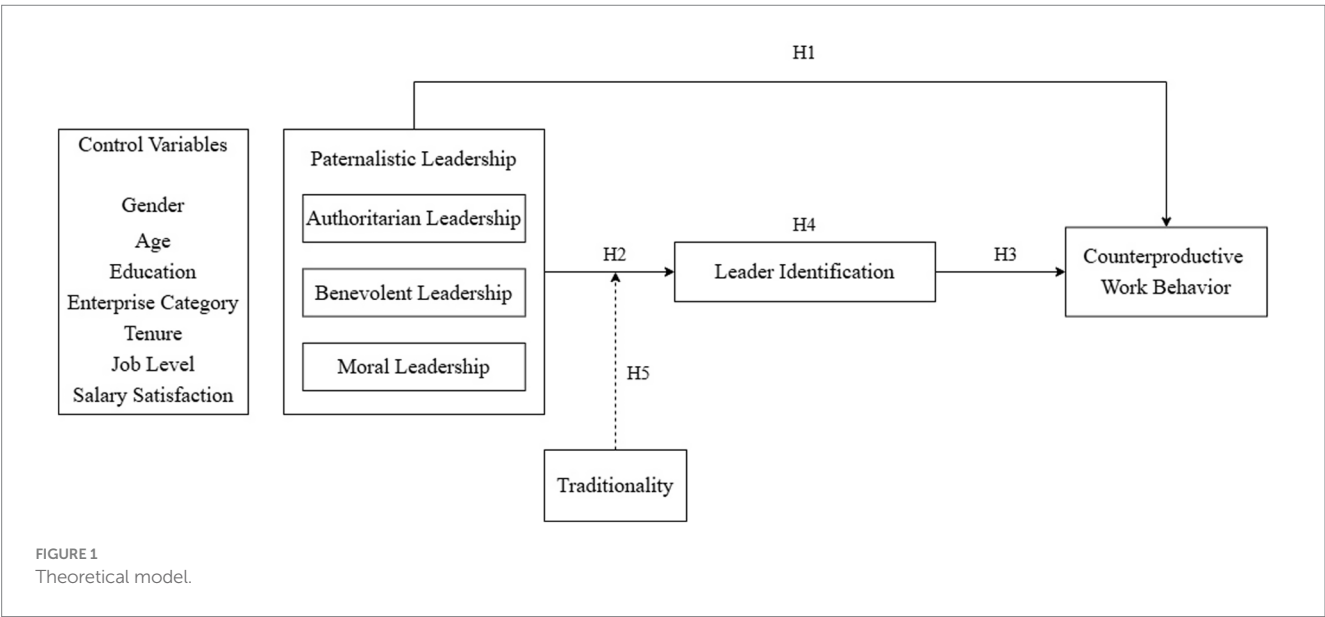 H1
Control Variables
Gender
Age
Education
Enterprise Category
Tenure
Job Level
Salary Satisfaction
Paternalistic Leadership
Authoritarian Leadership
Benevolent Leadership
Moral Leadership
H2
H4
Leader Identification
H3
Counterproductive
Work Behavior
H5
Traditionality
FIGURE 1
Theoretical model.